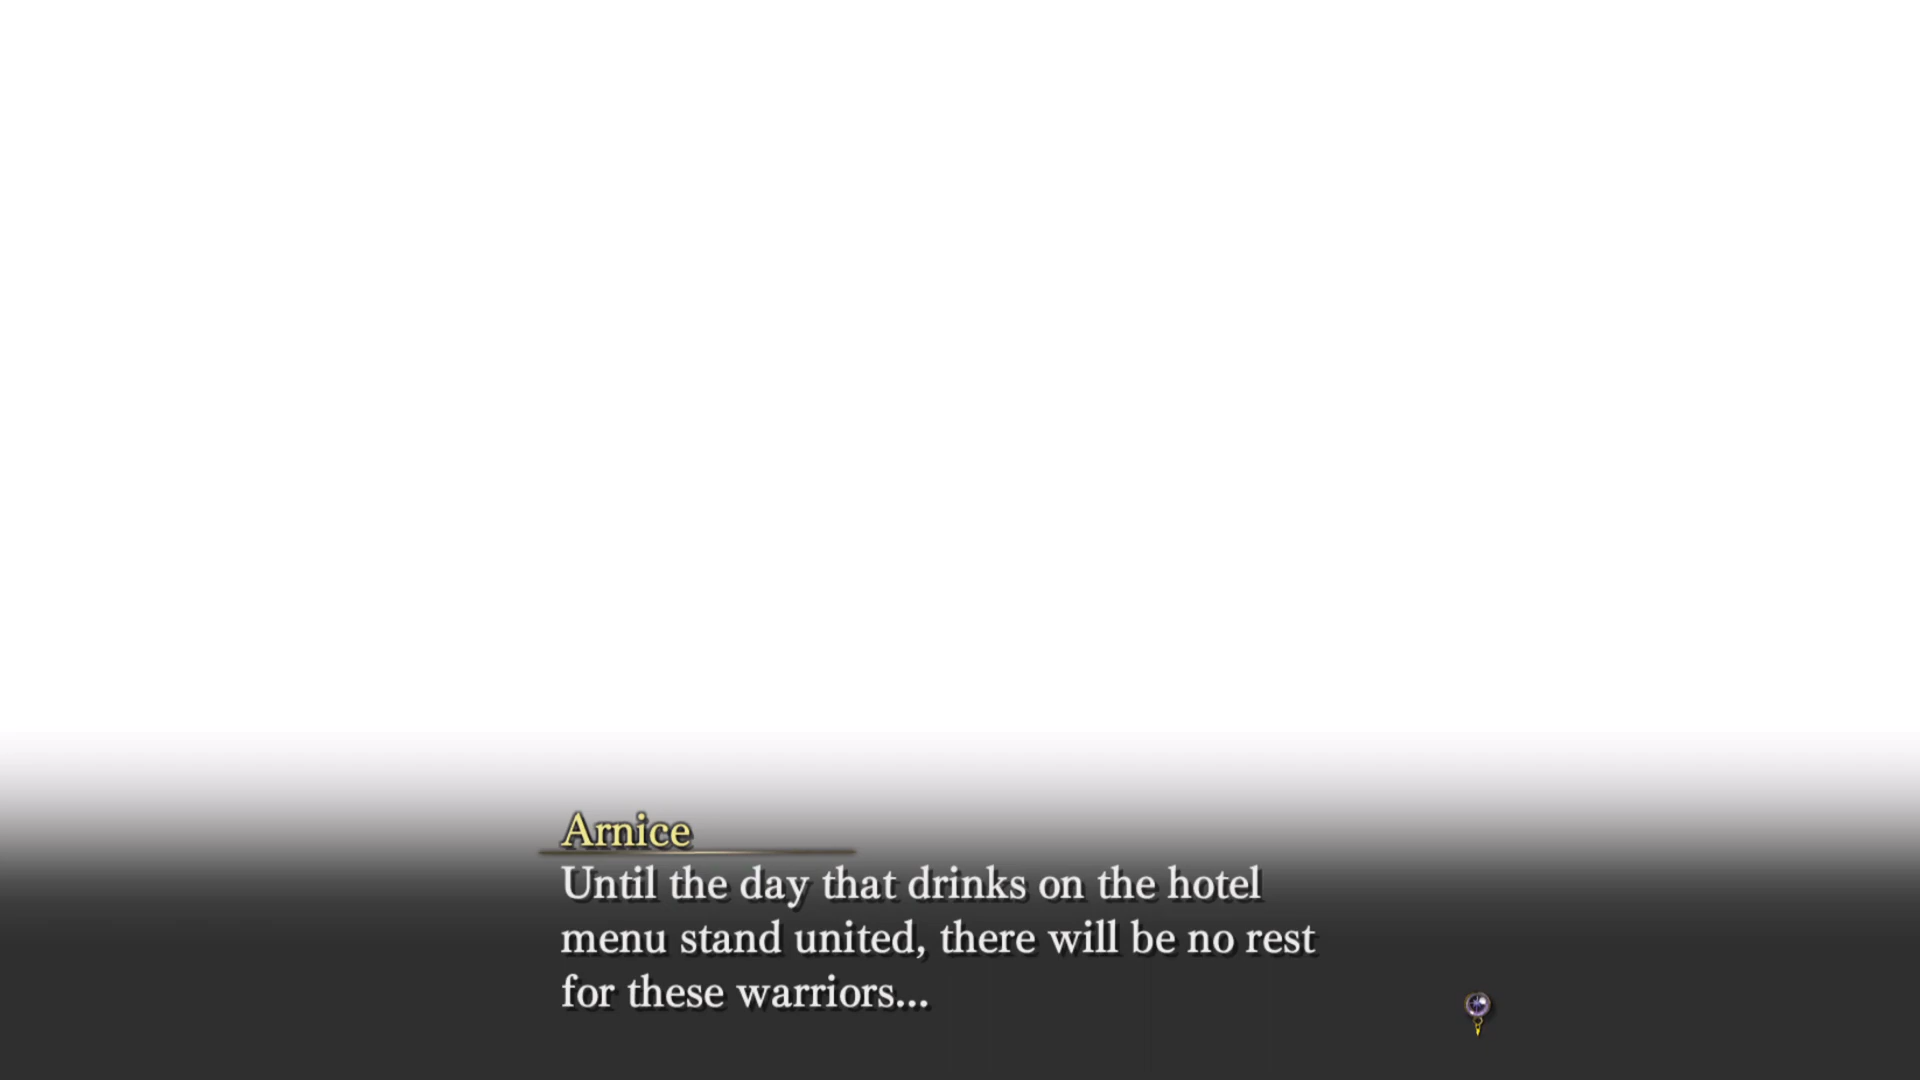 Arnice
Until the day that drinks on the hotel
menu stand united, there will be no rest
for these warriors...